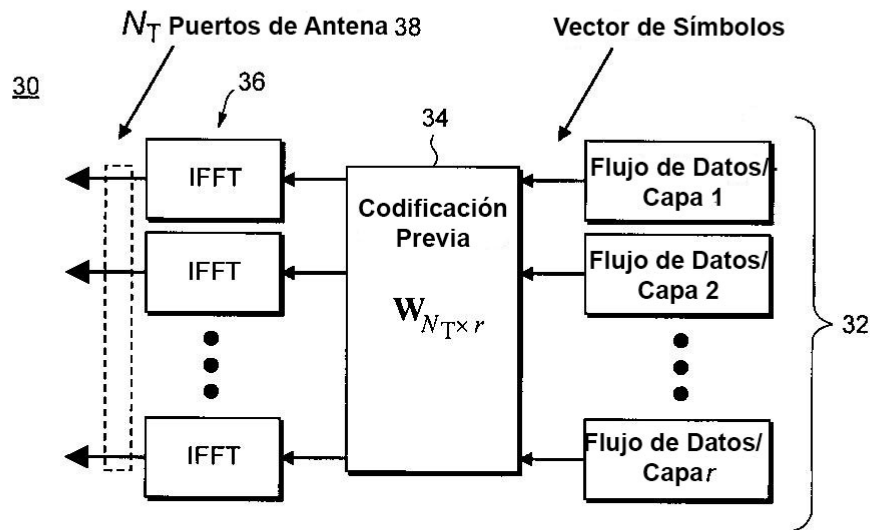 N_T Puertos de Antena 38
Vector de Símbolos
30
36
34
IFFT
Codificación
Previa
Flujo de Datos/
Capa 1
IFFT
Flujo de Datos/
Capa 2
W_{N_T × r}
32
IFFT
Flujo de Datos/
Capa r